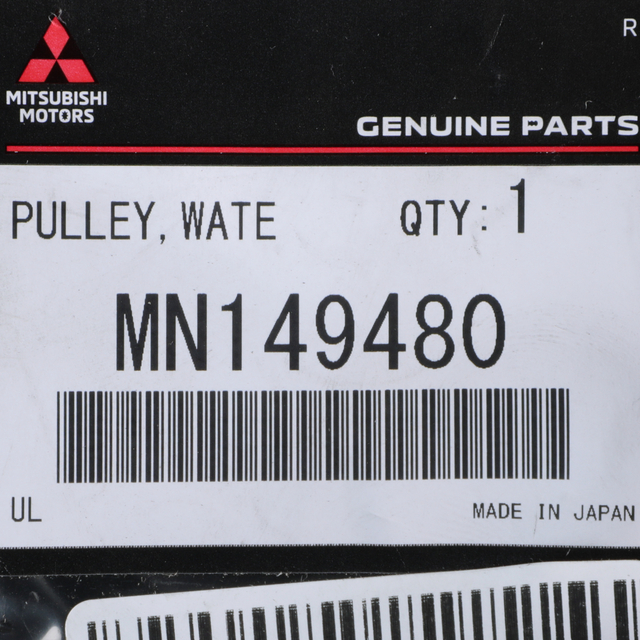 R
MITSUBISHI
MOTORS
GENUINE PARTS
PULLEY, WATE QTY: 1
MN149480
UL MADE IN JAPAN